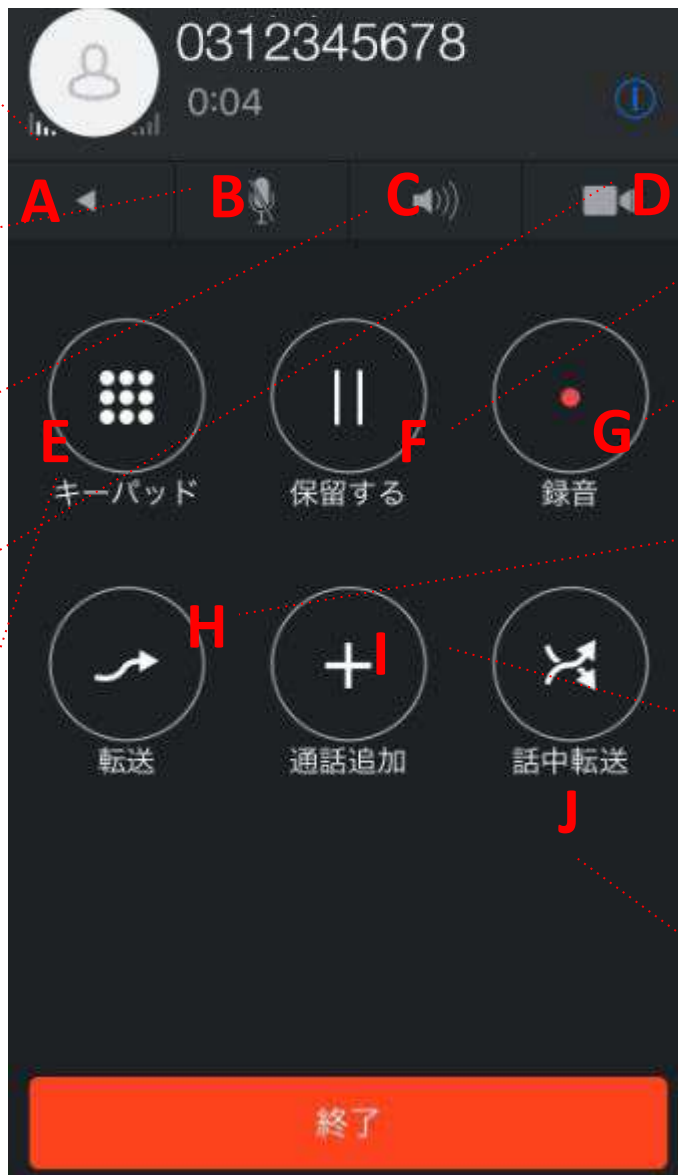 0312345678
0:04
A B C D
E F G
キーパッド 保留する 録音
H I
転送 通話追加 話中転送
J
終了